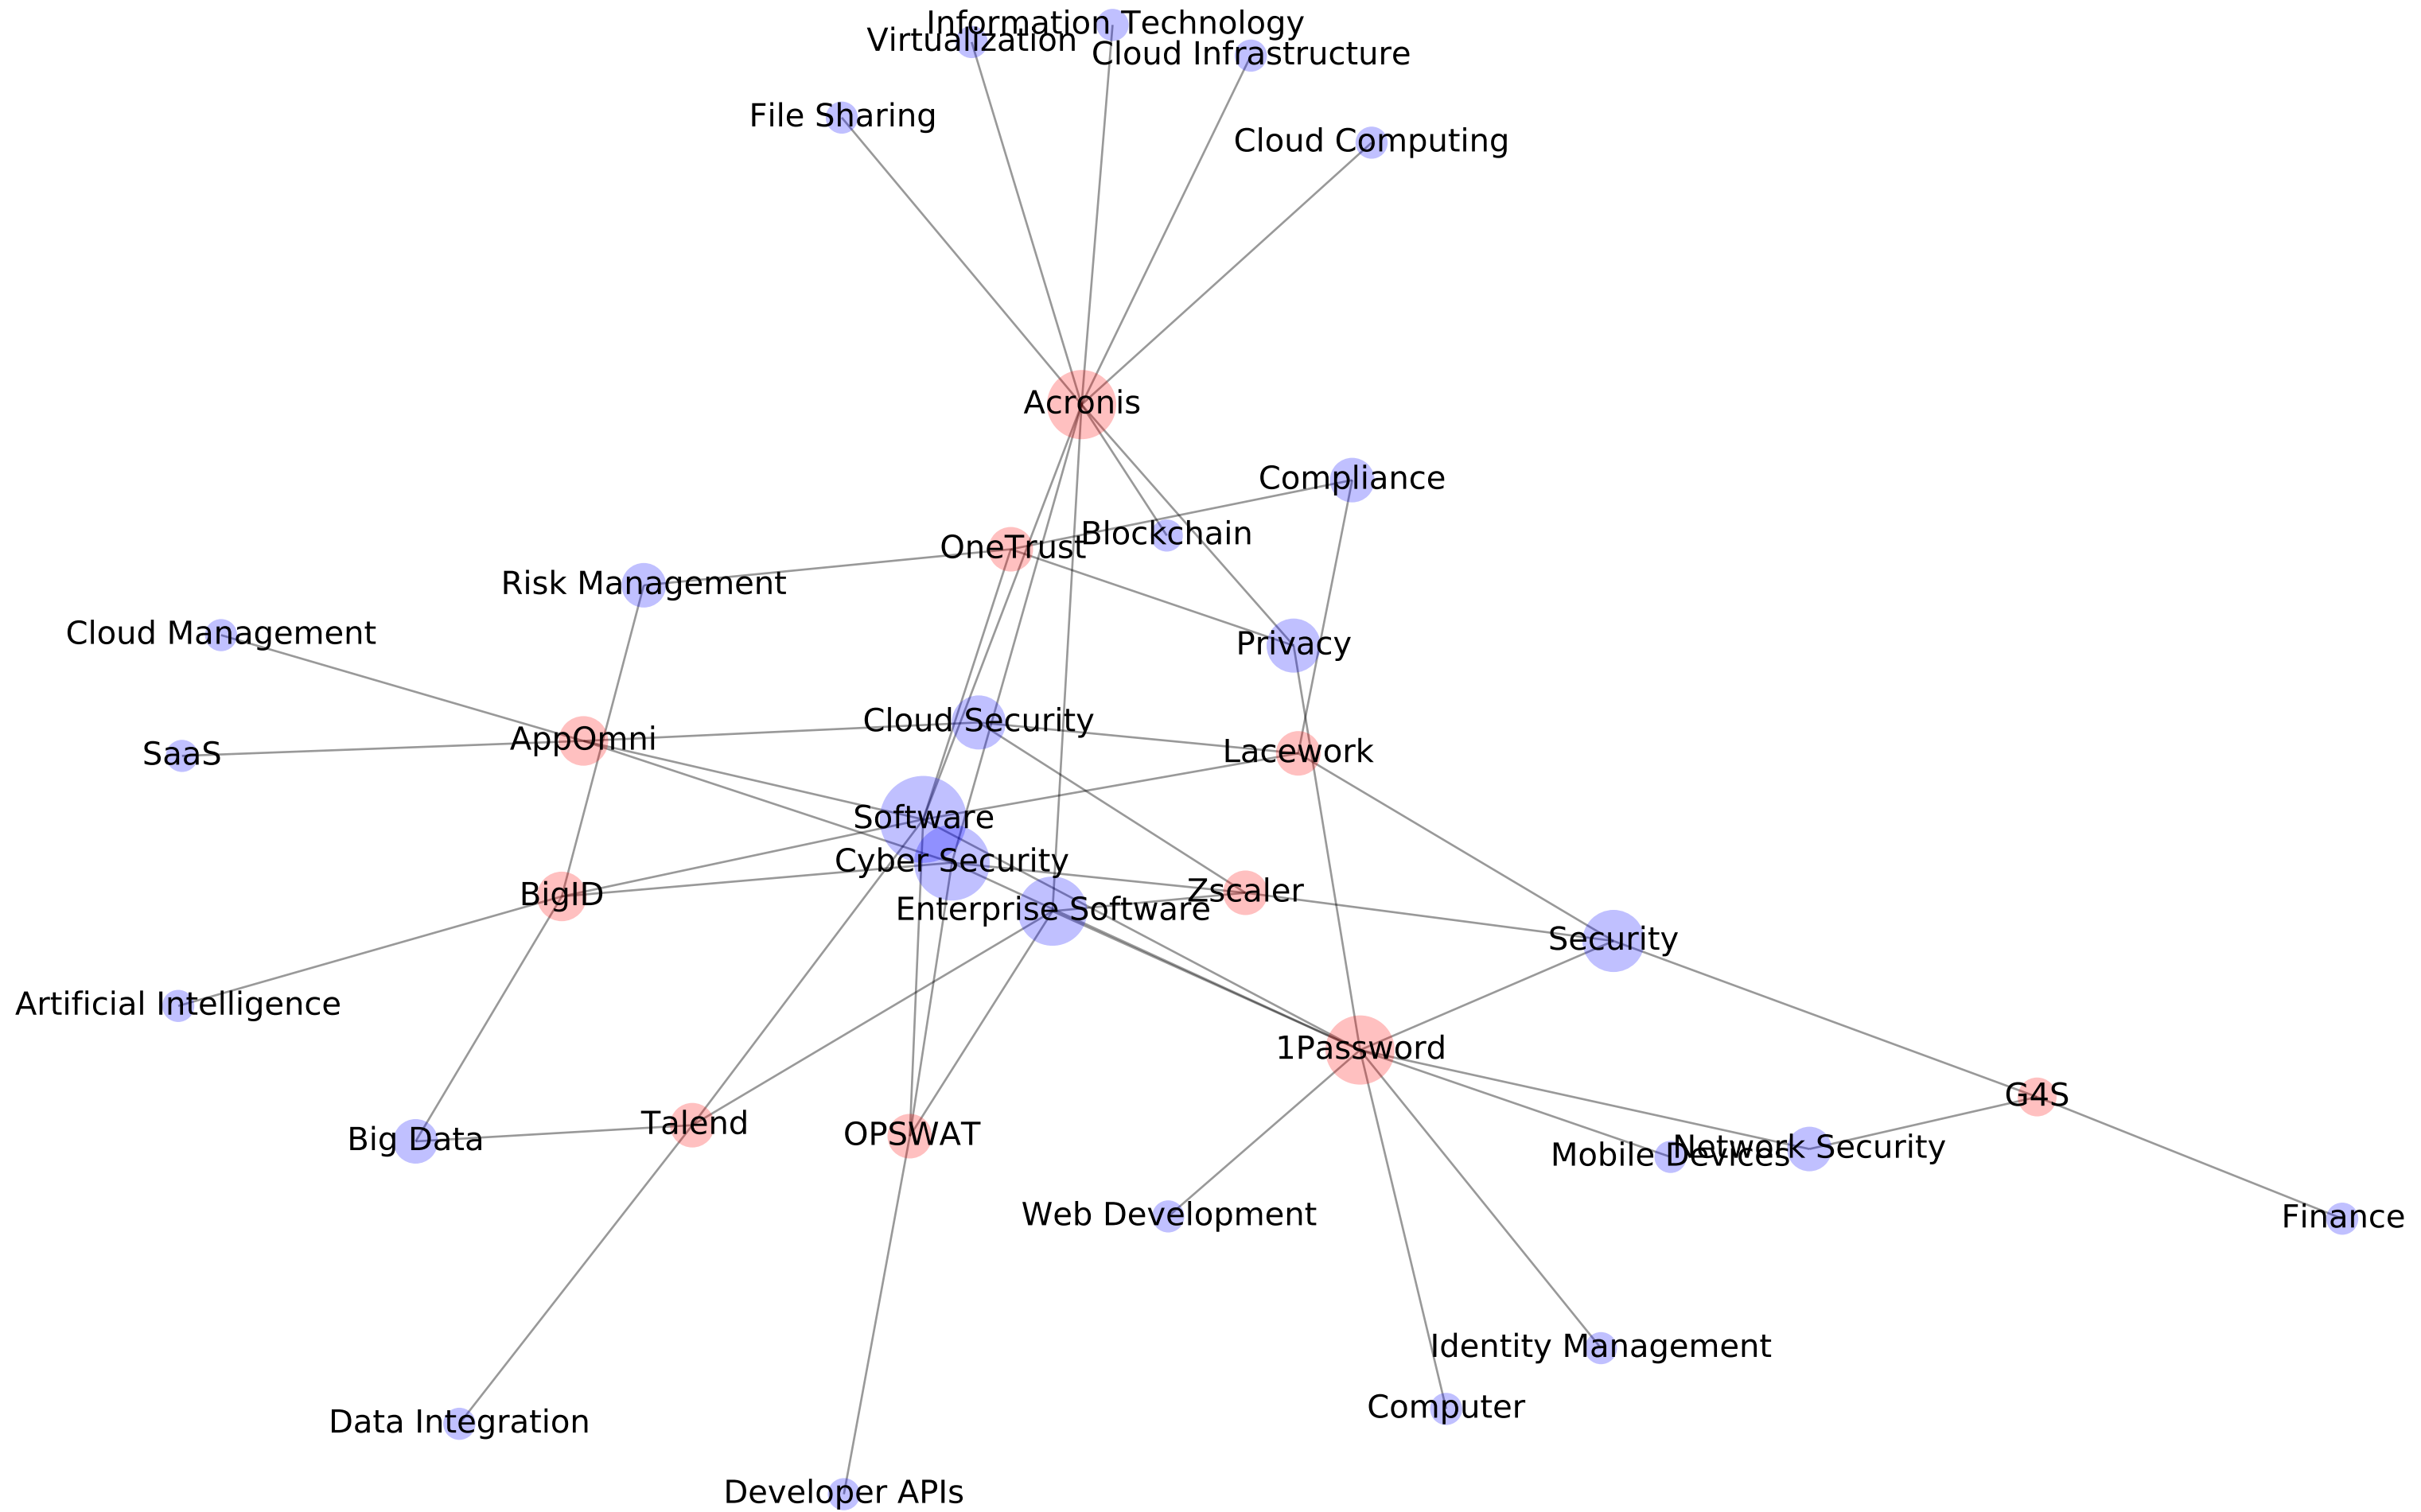 Information Technology
Virtualization
Cloud Infrastructure
File Sharing
Cloud Computing
Acronis
Compliance
Blockchain
OneTrust
Risk Management
Cloud Management
Privacy
Cloud Security
AppOmni
Lacework
SaaS
Software
Cyber Security
Zscaler
BigID
Enterprise Software
Security
Artificial Intelligence
1Password
G4S
Talend
OPSWAT
Big Data
Network Security
Mobile Devices
Web Development
Finance
Identity Management
Computer
Data Integration
Developer APIs